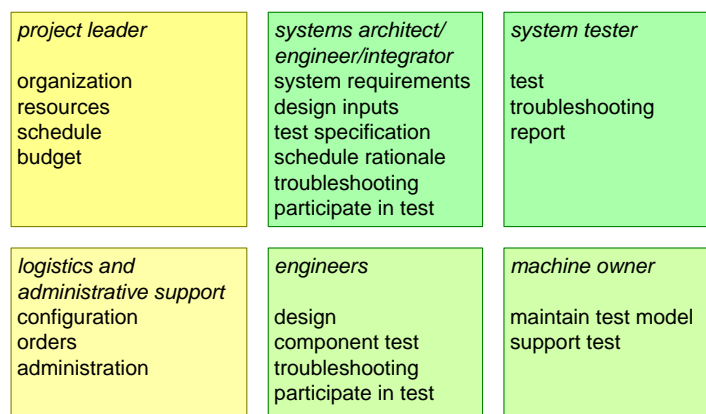 project leader
organization
resources
schedule
budget
systems architect/
engineer/integrator
system requirements
design inputs
test specification
schedule rationale
troubleshooting
participate in test
system tester
test
troubleshooting
report
logistics and
administrative support
configuration
orders
administration
engineers
design
component test
troubleshooting
participate in test
machine owner
maintain test model
support test